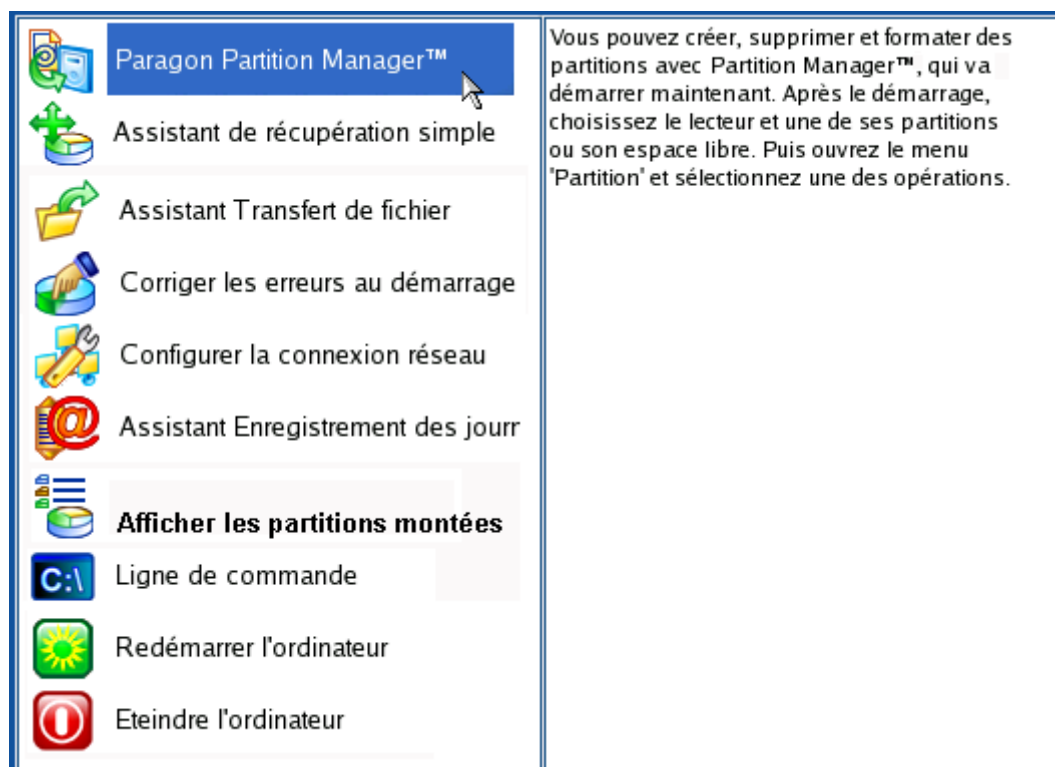 Paragon Partition Manager™
Assistant de récupération simple
Assistant Transfert de fichier
Corriger les erreurs au démarrage
Configurer la connexion réseau
Assistant Enregistrement des jourr
Afficher les partitions montées
C:\
Ligne de commande
Redémarrer l'ordinateur
Eteindre l'ordinateur
Vous pouvez créer, supprimer et formater des
partitions avec Partition Manager™, qui va
démarrer maintenant. Après le démarrage,
choisissez le lecteur et une de ses partitions
ou son espace libre. Puis ouvrez le menu
'Partition' et sélectionnez une des opérations.